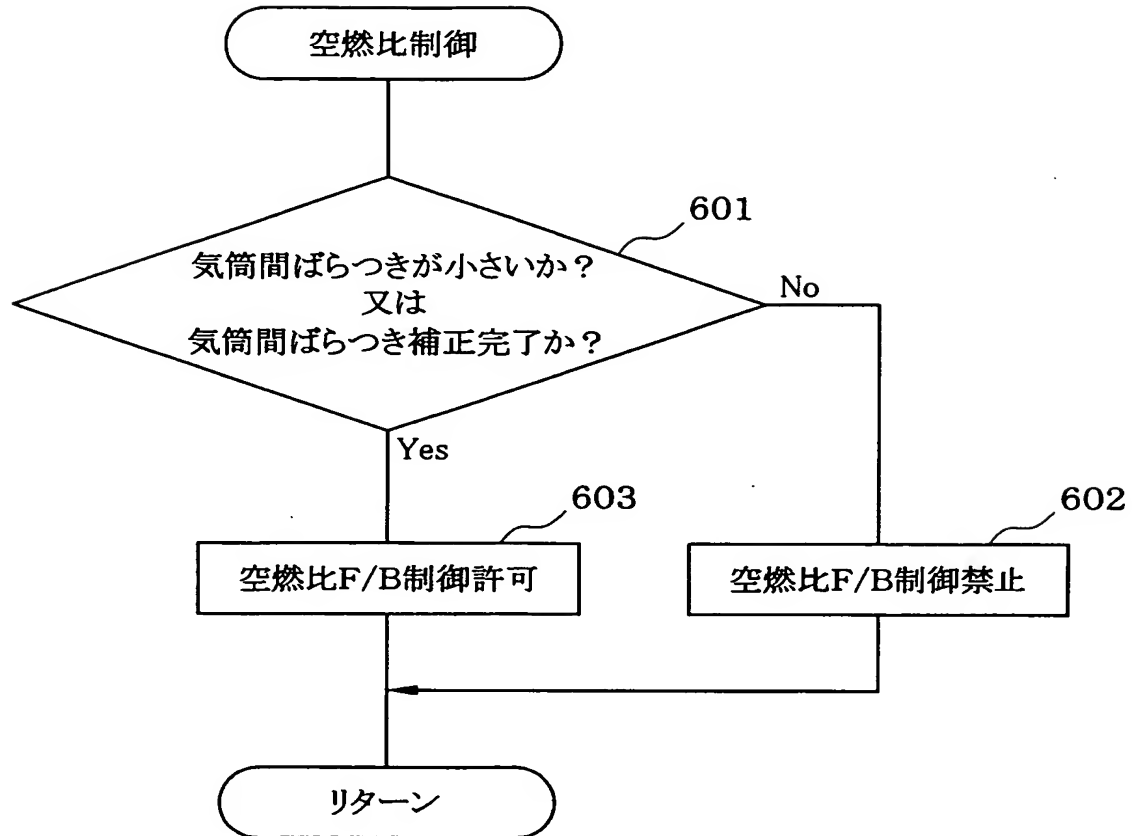 空燃比制御
601
気筒間ばらつきが小さいか？
又は
気筒間ばらつき補正完了か？
No
Yes
603
602
空燃比F/B制御許可
空燃比F/B制御禁止
リターン